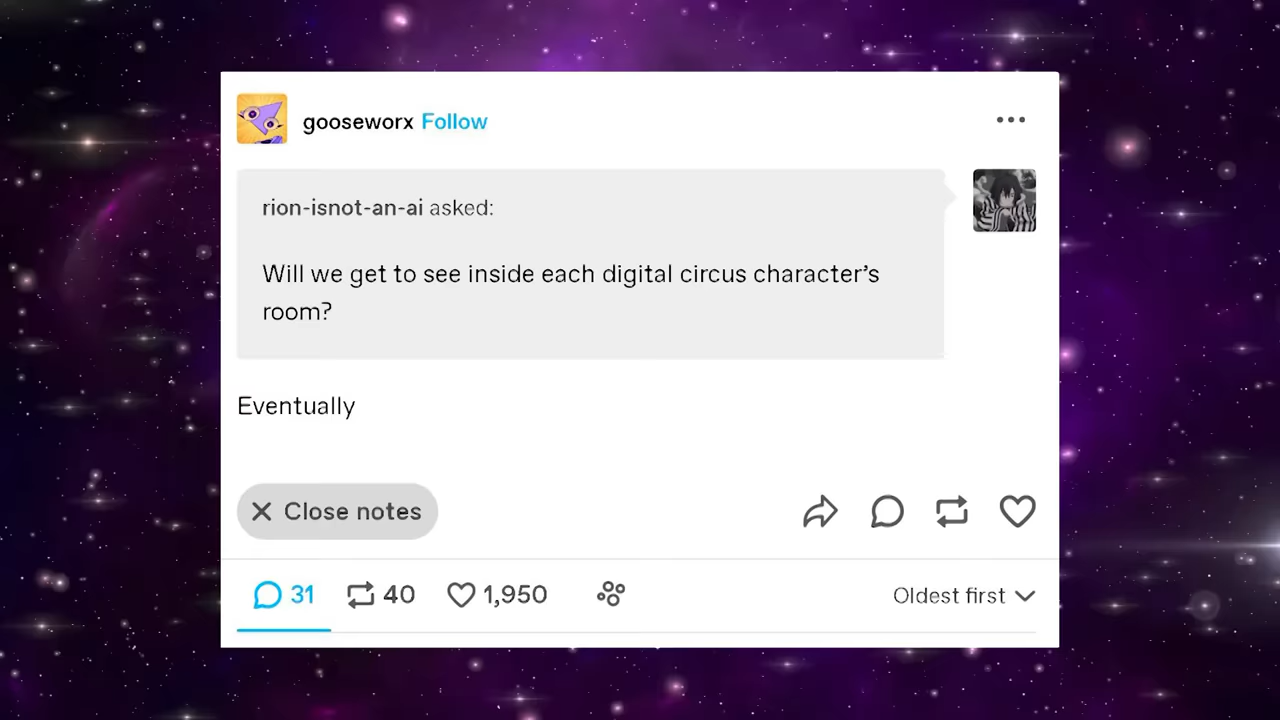 gooseworx Follow
rion-isnot-an-ai asked:
Will we get to see inside each digital circus character’s
room?
Eventually
Close notes
31 40 1,950 Oldest first